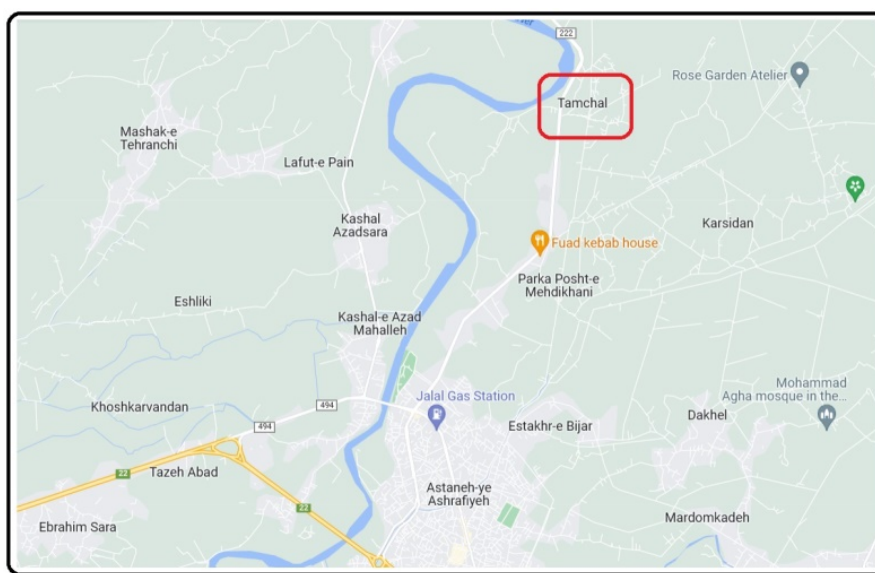 222
Rose Garden Atelier
Tamchal
Mashak-e
Tehranchi
Lafut-e Pain
Kashal
Azadsara
Karsidan
Fuad kebab house
Parka Posht-e
Mehdikhani
Eshliki
Kashal-e Azad
Mahalleh
Jalal Gas Station
Mohammad
Agha mosque in the...
Khoshkarvandan
494
494
Estakhr-e Bijar
Dakhel
Tazeh Abad
22
22
Astaneh-ye
Ashrafiyeh
Ebrahim Sara
Mardomkadeh